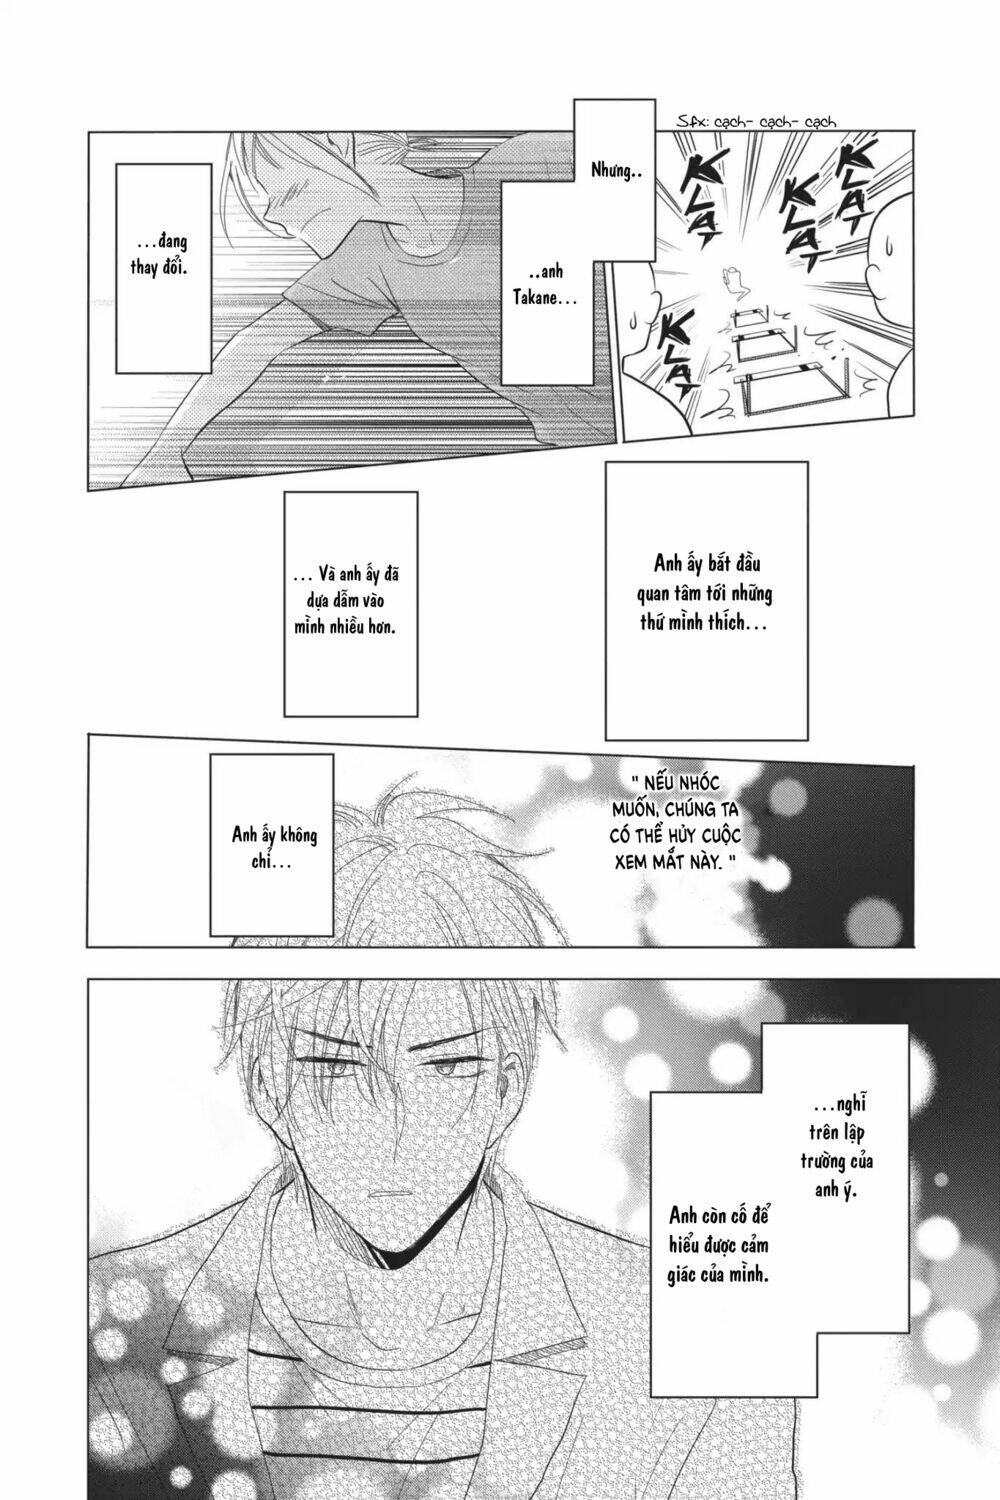 Sfx: cạch- cạch- cạch
KLAT
KLAT
KLAT
KLAT
Nhưng..
..anh
Takane...
...đang
thay đổi.
Anh ấy bắt đầu
quan tâm tới những
thứ mình thích...
... Và anh ấy đã
dựa dẫm vào
mình nhiều hơn.
" NẾU NHÓC
MUỐN, CHÚNG TA
CÓ THỂ HỦY CUỘC
XEM MẮT NÀY. "
Anh ấy không
chỉ...
...nghĩ
trên lập
trường của
anh ý.
Anh còn cố để
hiểu được cảm
giác của mình.